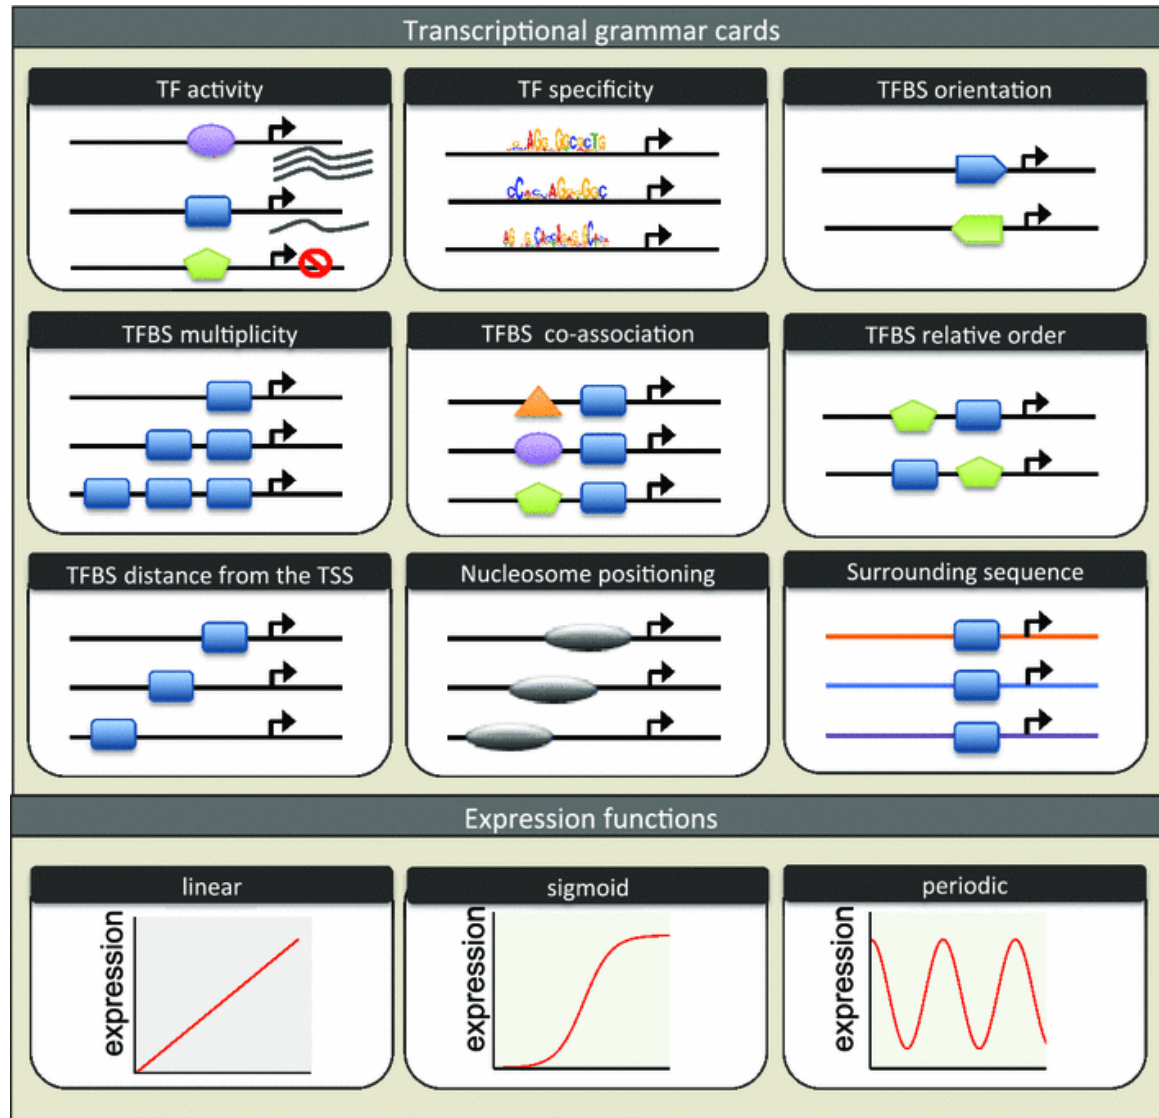 Transcriptional grammar cards
TF activity
TF specificity
TFBS orientation
TFBS multiplicity
TFBS co-association
TFBS relative order
TFBS distance from the TSS
Nucleosome positioning
Surrounding sequence
Expression functions
linear
sigmoid
periodic
expression
expression
expression